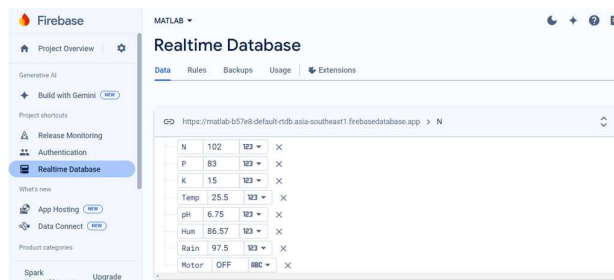 Firebase
Project Overview
Generative AI
Build with Gemini NEW
Project shortcuts
Release Monitoring
Authentication
Realtime Database
What's new
App Hosting NEW
Data Connect NEW
Product categories
Spark
Upgrade
MATLAB
Realtime Database
Data Rules Backups Usage Extensions
https://matlab-b57e8-default-rtdb.asia-southeast1.firebasedatabase.app > N
N 102 123
P 83 123
K 15 123
Temp 25.5 123
pH 6.75 123
Hum 86.57 123
Rain 97.5 123
Motor OFF ABC